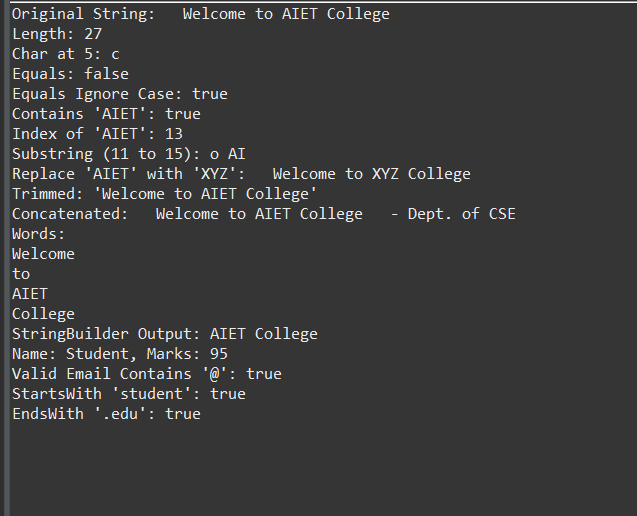 Original String:   Welcome to AIET College
Length: 27
Char at 5: c
Equals: false
Equals Ignore Case: true
Contains 'AIET': true
Index of 'AIET': 13
Substring (11 to 15): o AI
Replace 'AIET' with 'XYZ':   Welcome to XYZ College
Trimmed: 'Welcome to AIET College'
Concatenated:   Welcome to AIET College   - Dept. of CSE
Words:
Welcome
to
AIET
College
StringBuilder Output: AIET College
Name: Student, Marks: 95
Valid Email Contains '@': true
StartsWith 'student': true
EndsWith '.edu': true